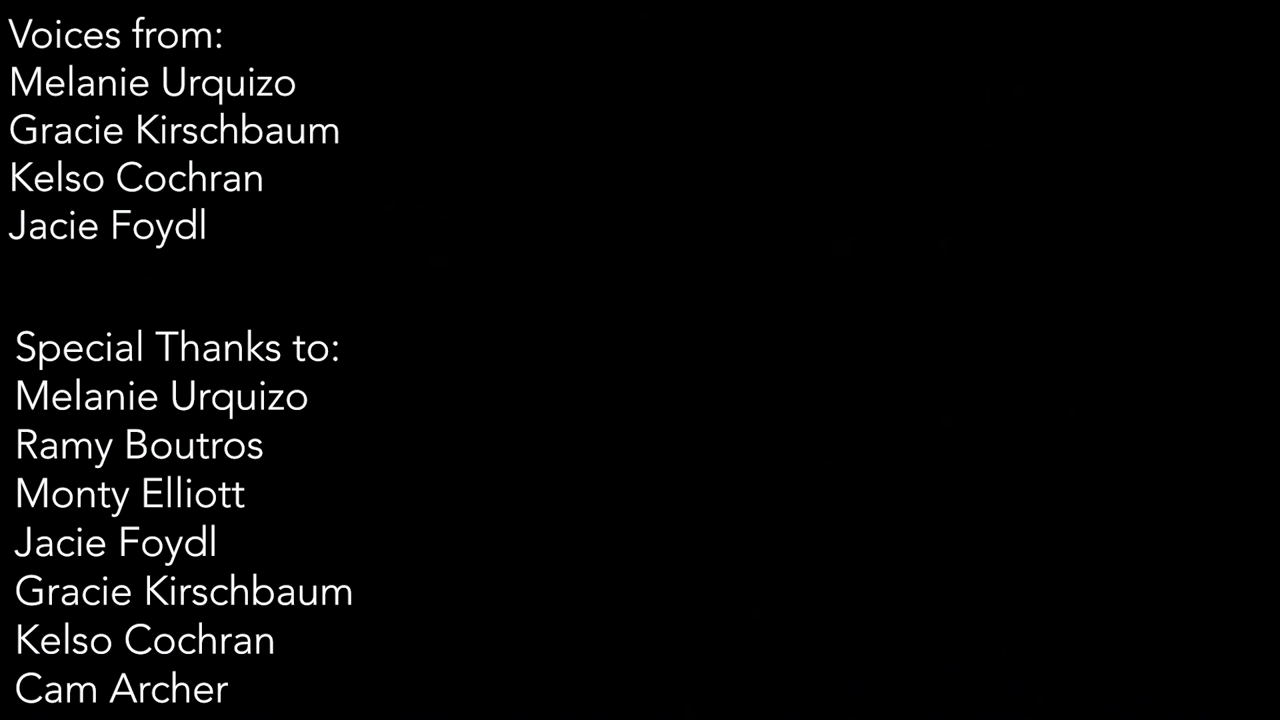 Voices from:
Melanie Urquizo
Gracie Kirschbaum
Kelso Cochran
Jacie Foydl
Special Thanks to:
Melanie Urquizo
Ramy Boutros
Monty Elliott
Jacie Foydl
Gracie Kirschbaum
Kelso Cochran
Cam Archer